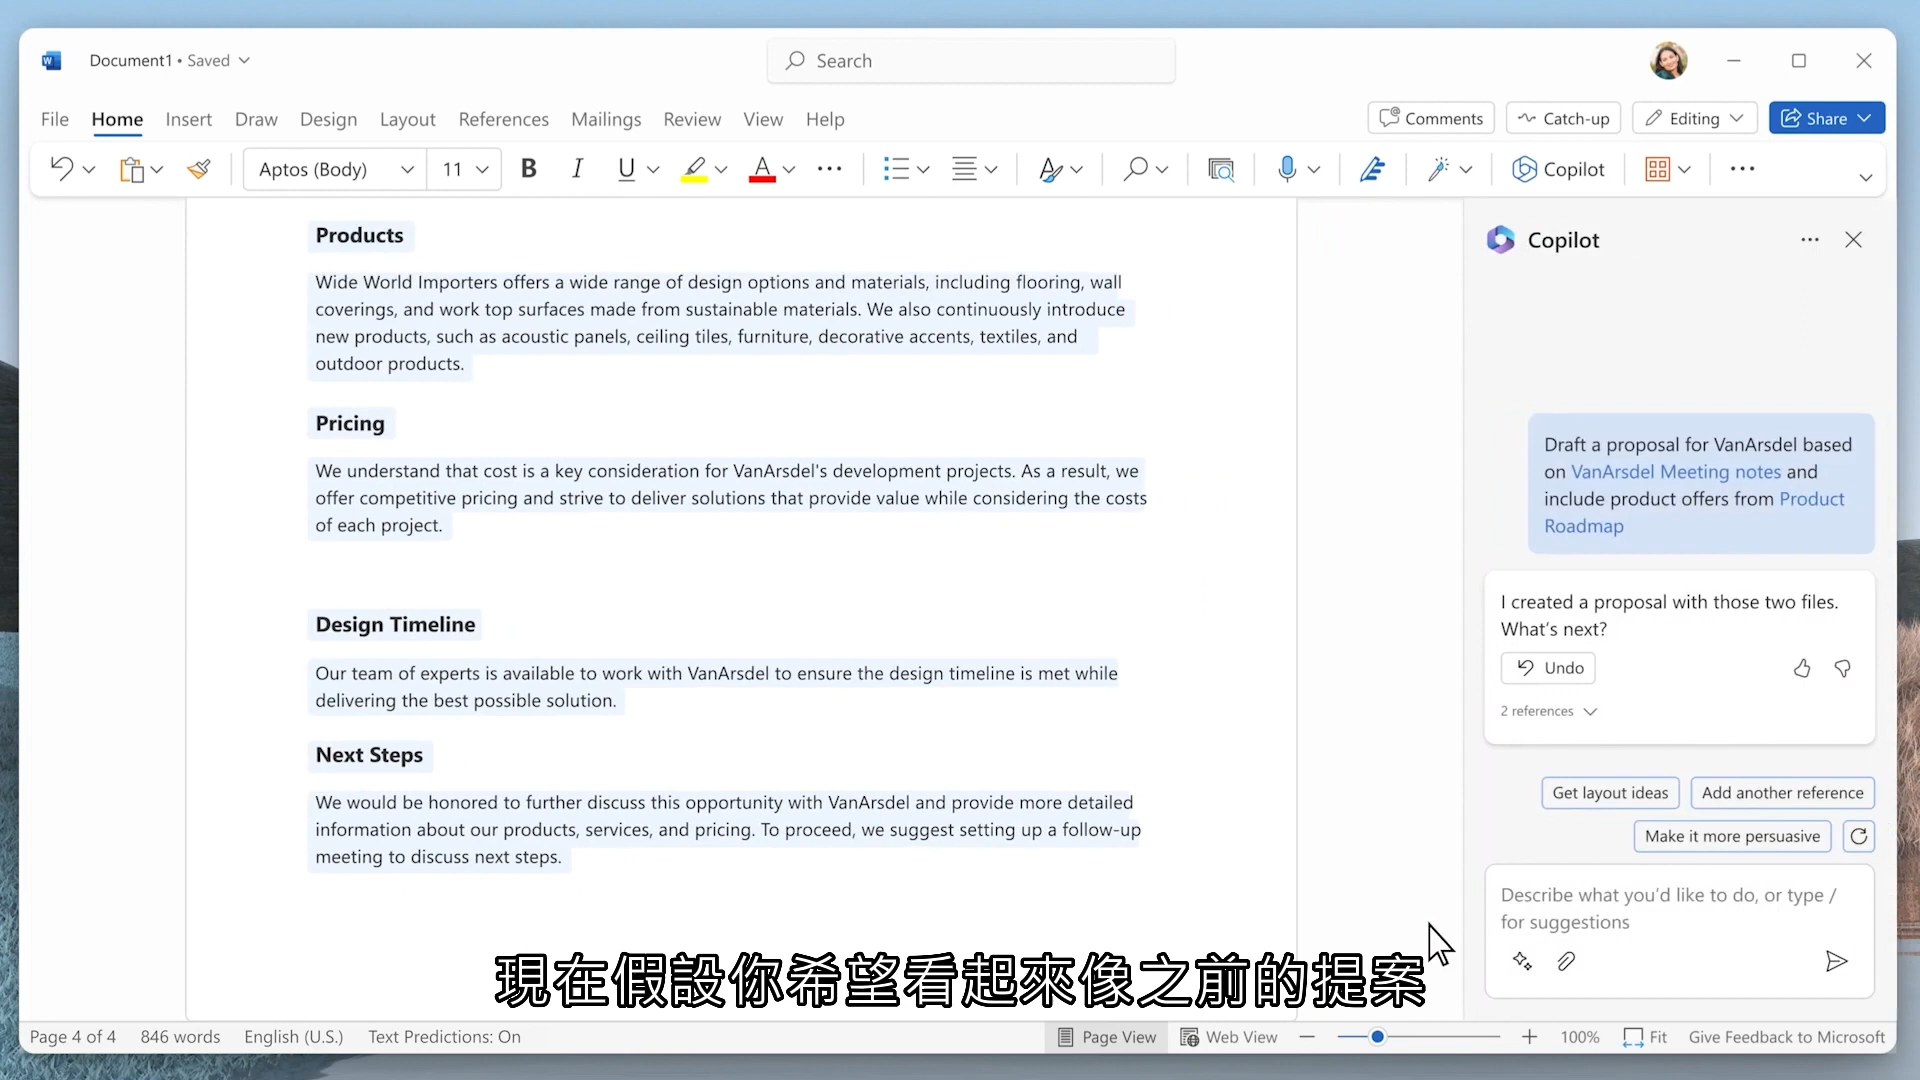 Document1 • Saved
Search
File Home Insert Draw Design Layout References Mailings Review View Help
Comments Catch-up Editing Share
Aptos (Body) 11 B I U A Copilot
Products
Wide World Importers offers a wide range of design options and materials, including flooring, wall
coverings, and work top surfaces made from sustainable materials. We also continuously introduce
new products, such as acoustic panels, ceiling tiles, furniture, decorative accents, textiles, and
outdoor products.
Pricing
We understand that cost is a key consideration for VanArsdel's development projects. As a result, we
offer competitive pricing and strive to deliver solutions that provide value while considering the costs
of each project.
Design Timeline
Our team of experts is available to work with VanArsdel to ensure the design timeline is met while
delivering the best possible solution.
Next Steps
We would be honored to further discuss this opportunity with VanArsdel and provide more detailed
information about our products, services, and pricing. To proceed, we suggest setting up a follow-up
meeting to discuss next steps.
Copilot
Draft a proposal for VanArsdel based
on VanArsdel Meeting notes and
include product offers from Product
Roadmap
I created a proposal with those two files.
What's next?
Undo
2 references
Get layout ideas Add another reference
Make it more persuasive
Describe what you'd like to do, or type /
for suggestions
現在假設你希望看起來像之前的提案
Page 4 of 4 846 words English (U.S.) Text Predictions: On Page View Web View 100% Fit Give Feedback to Microsoft